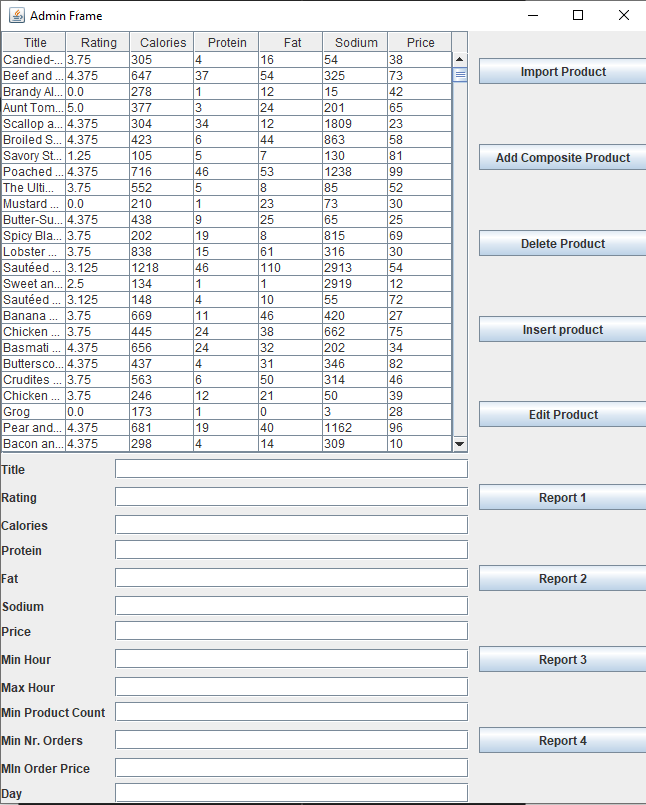 Admin Frame
Title Rating Calories Protein Fat Sodium Price
Candied-... 3.75 305 4 16 54 38
Beef and ... 4.375 647 37 54 325 73
Brandy Al... 0.0 278 1 12 15 42
Aunt Tom... 5.0 377 3 24 201 65
Scallop a... 4.375 304 34 12 1809 23
Broiled S... 4.375 423 6 44 863 58
Savory St... 1.25 105 5 7 130 81
Poached ... 4.375 716 46 53 1238 99
The Ulti... 3.75 552 5 8 85 52
Mustard ... 0.0 210 1 23 73 30
Butter-Su... 4.375 438 9 25 65 25
Spicy Bla... 3.75 202 19 8 815 69
Lobster ... 3.75 838 15 61 316 30
Sautéed ... 3.125 1218 46 110 2913 54
Sweet an... 2.5 134 1 1 2919 12
Sautéed ... 3.125 148 4 10 55 72
Banana ... 3.75 669 11 46 420 27
Chicken ... 3.75 445 24 38 662 75
Basmati ... 4.375 656 24 32 202 34
Buttersco... 4.375 437 4 31 346 82
Crudites ... 3.75 563 6 50 314 46
Chicken ... 3.75 246 12 21 50 39
Grog 0.0 173 1 0 3 28
Pear and... 4.375 681 19 40 1162 96
Bacon an... 4.375 298 4 14 309 10
Title
Rating
Calories
Protein
Fat
Sodium
Price
Min Hour
Max Hour
Min Product Count
Min Nr. Orders
MIn Order Price
Day
Import Product
Add Composite Product
Delete Product
Insert product
Edit Product
Report 1
Report 2
Report 3
Report 4